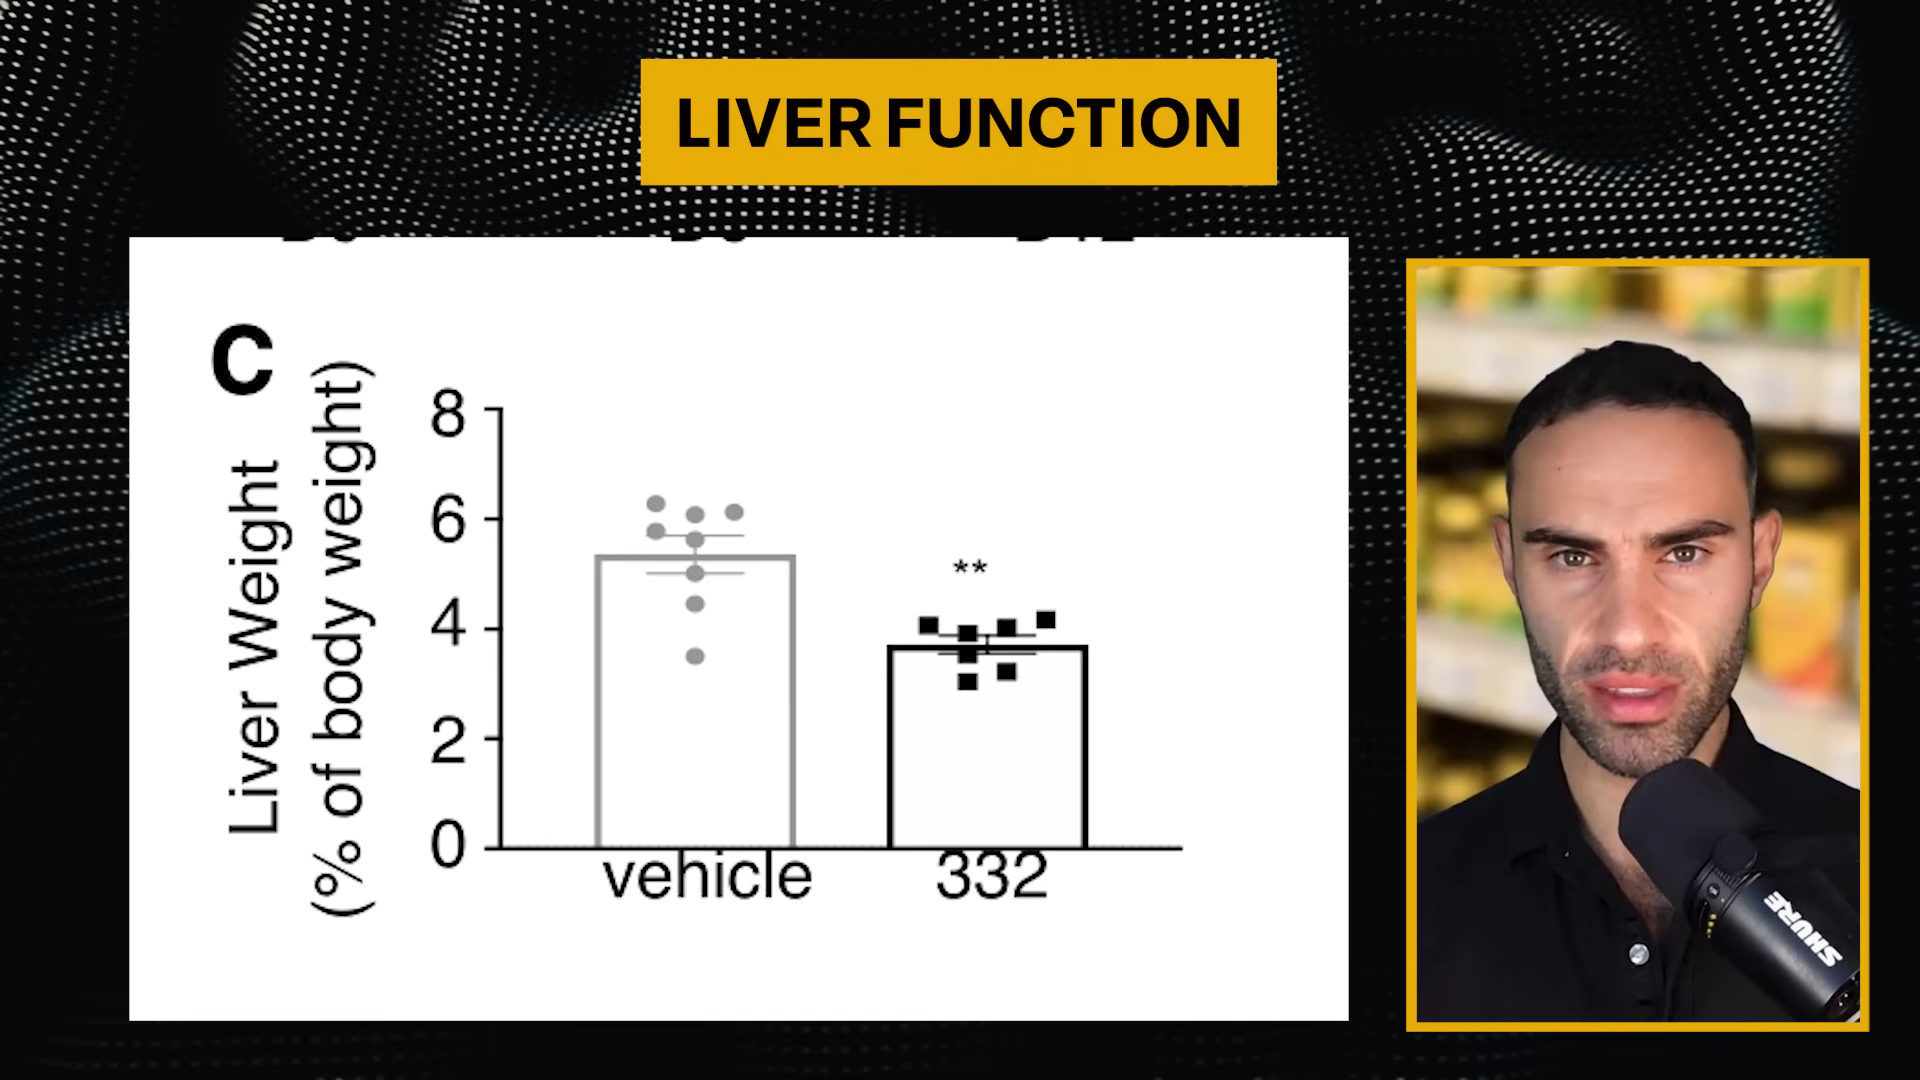 LIVER FUNCTION
C
Liver Weight
(% of body weight)
8
6
4
2
0
**
vehicle
332
SHURE